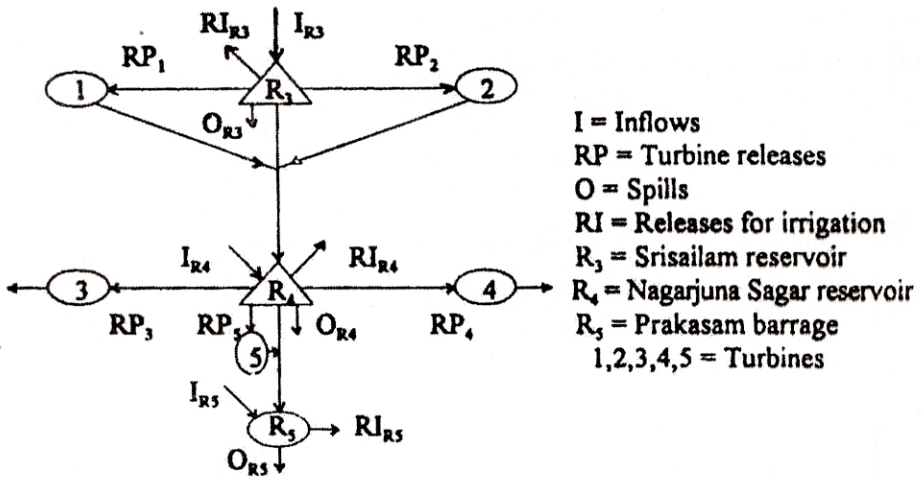 RI_R3 I_R3
RP_1 RP_2
1 R_3 2
O_R3
I = Inflows
RP = Turbine releases
O = Spills
RI = Releases for irrigation
R_3 = Srisailam reservoir
R_4 = Nagarjuna Sagar reservoir
R_5 = Prakasam barrage
1,2,3,4,5 = Turbines
I_R4 RI_R4
3 R_4 4
RP_3 RP_5 O_R4 RP_4
5
I_R5
R_5 RI_R5
O_R5